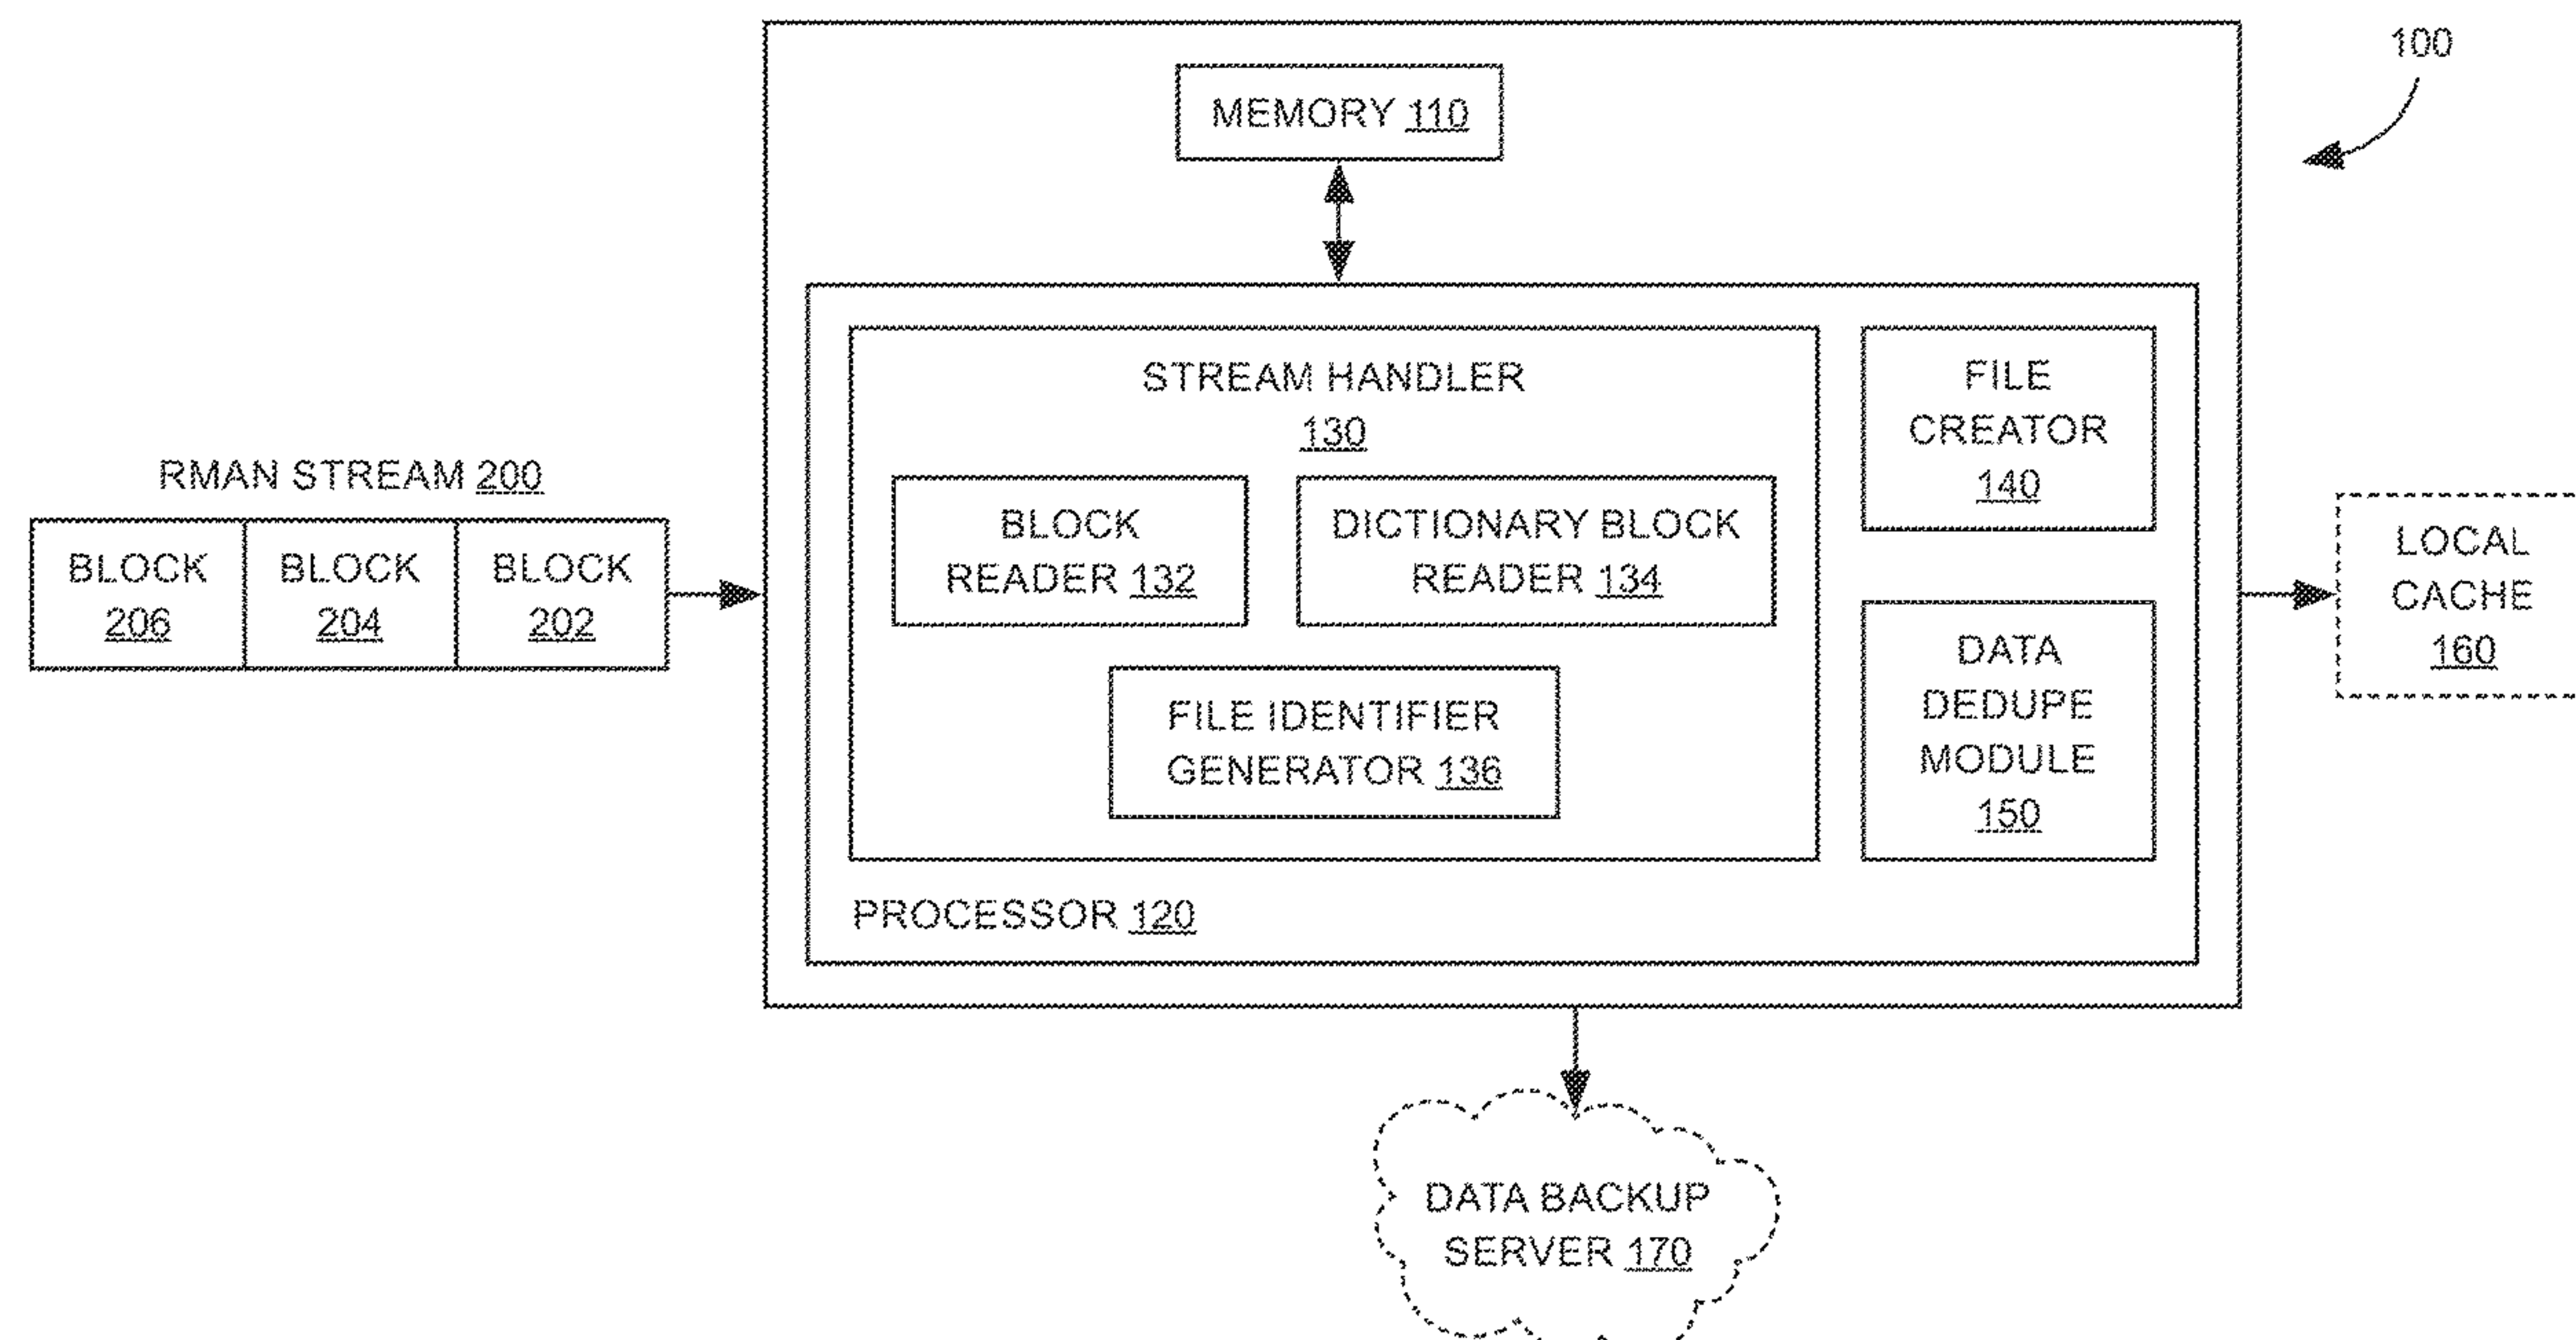 100
MEMORY 110
STREAM HANDLER
130
FILE
CREATOR
140
RMAN STREAM 200
BLOCK
206
BLOCK
204
BLOCK
202
BLOCK
READER 132
DICTIONARY BLOCK
READER 134
LOCAL
CACHE
160
FILE IDENTIFIER
GENERATOR 136
DATA
DEDUPE
MODULE
150
PROCESSOR 120
DATA BACKUP
SERVER 170